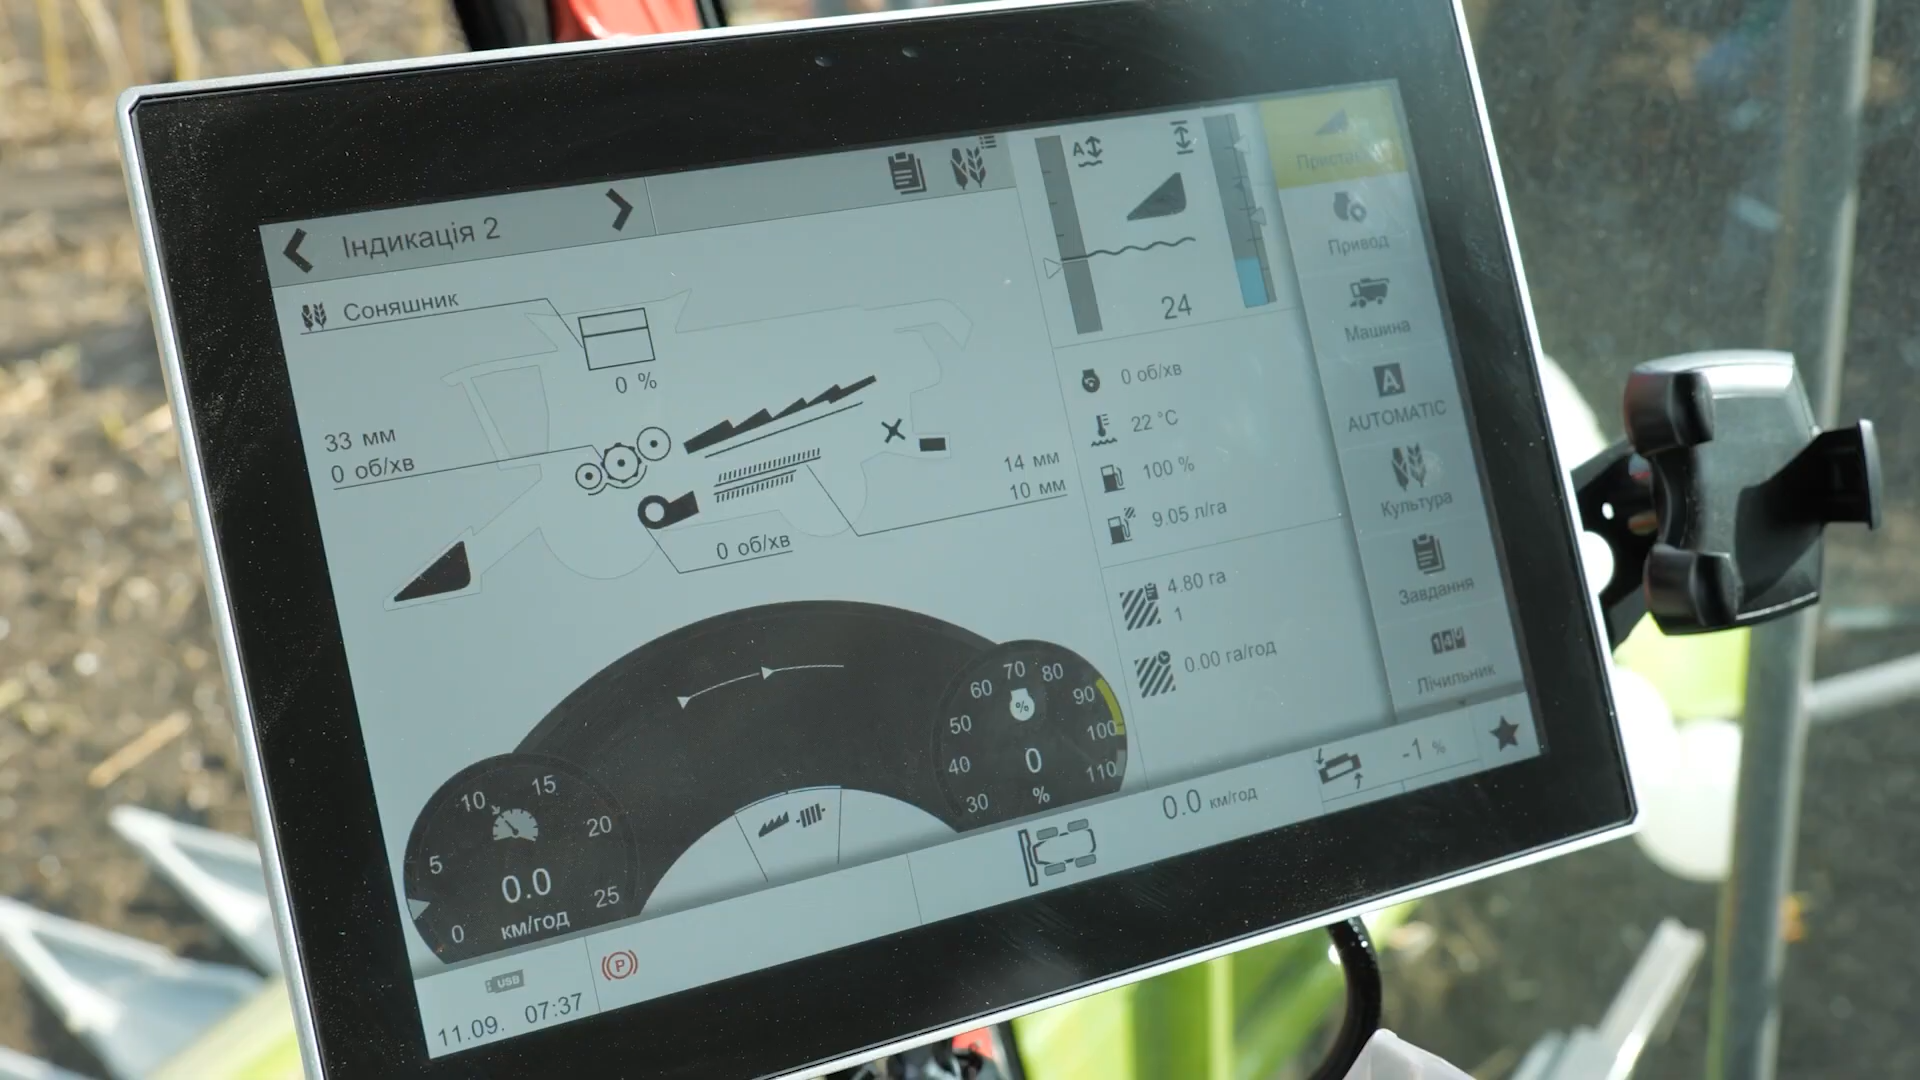 Індикація 2
Соняшник
0 %
33 мм
0 об/хв
14 мм
10 мм
0 об/хв
A
24
0 об/хв
22 °C
100 %
9.05 л/га
4.80 га
1
0.00 га/год
Привод
Машина
A
AUTOMATIC
Культура
Завдання
Лічильник
0
5
10
15
20
25
0.0
км/год
30
40
50
60
70
80
90
100
110
%
0
%
0.0 км/год
-1 %
USB
11.09. 07:37
P